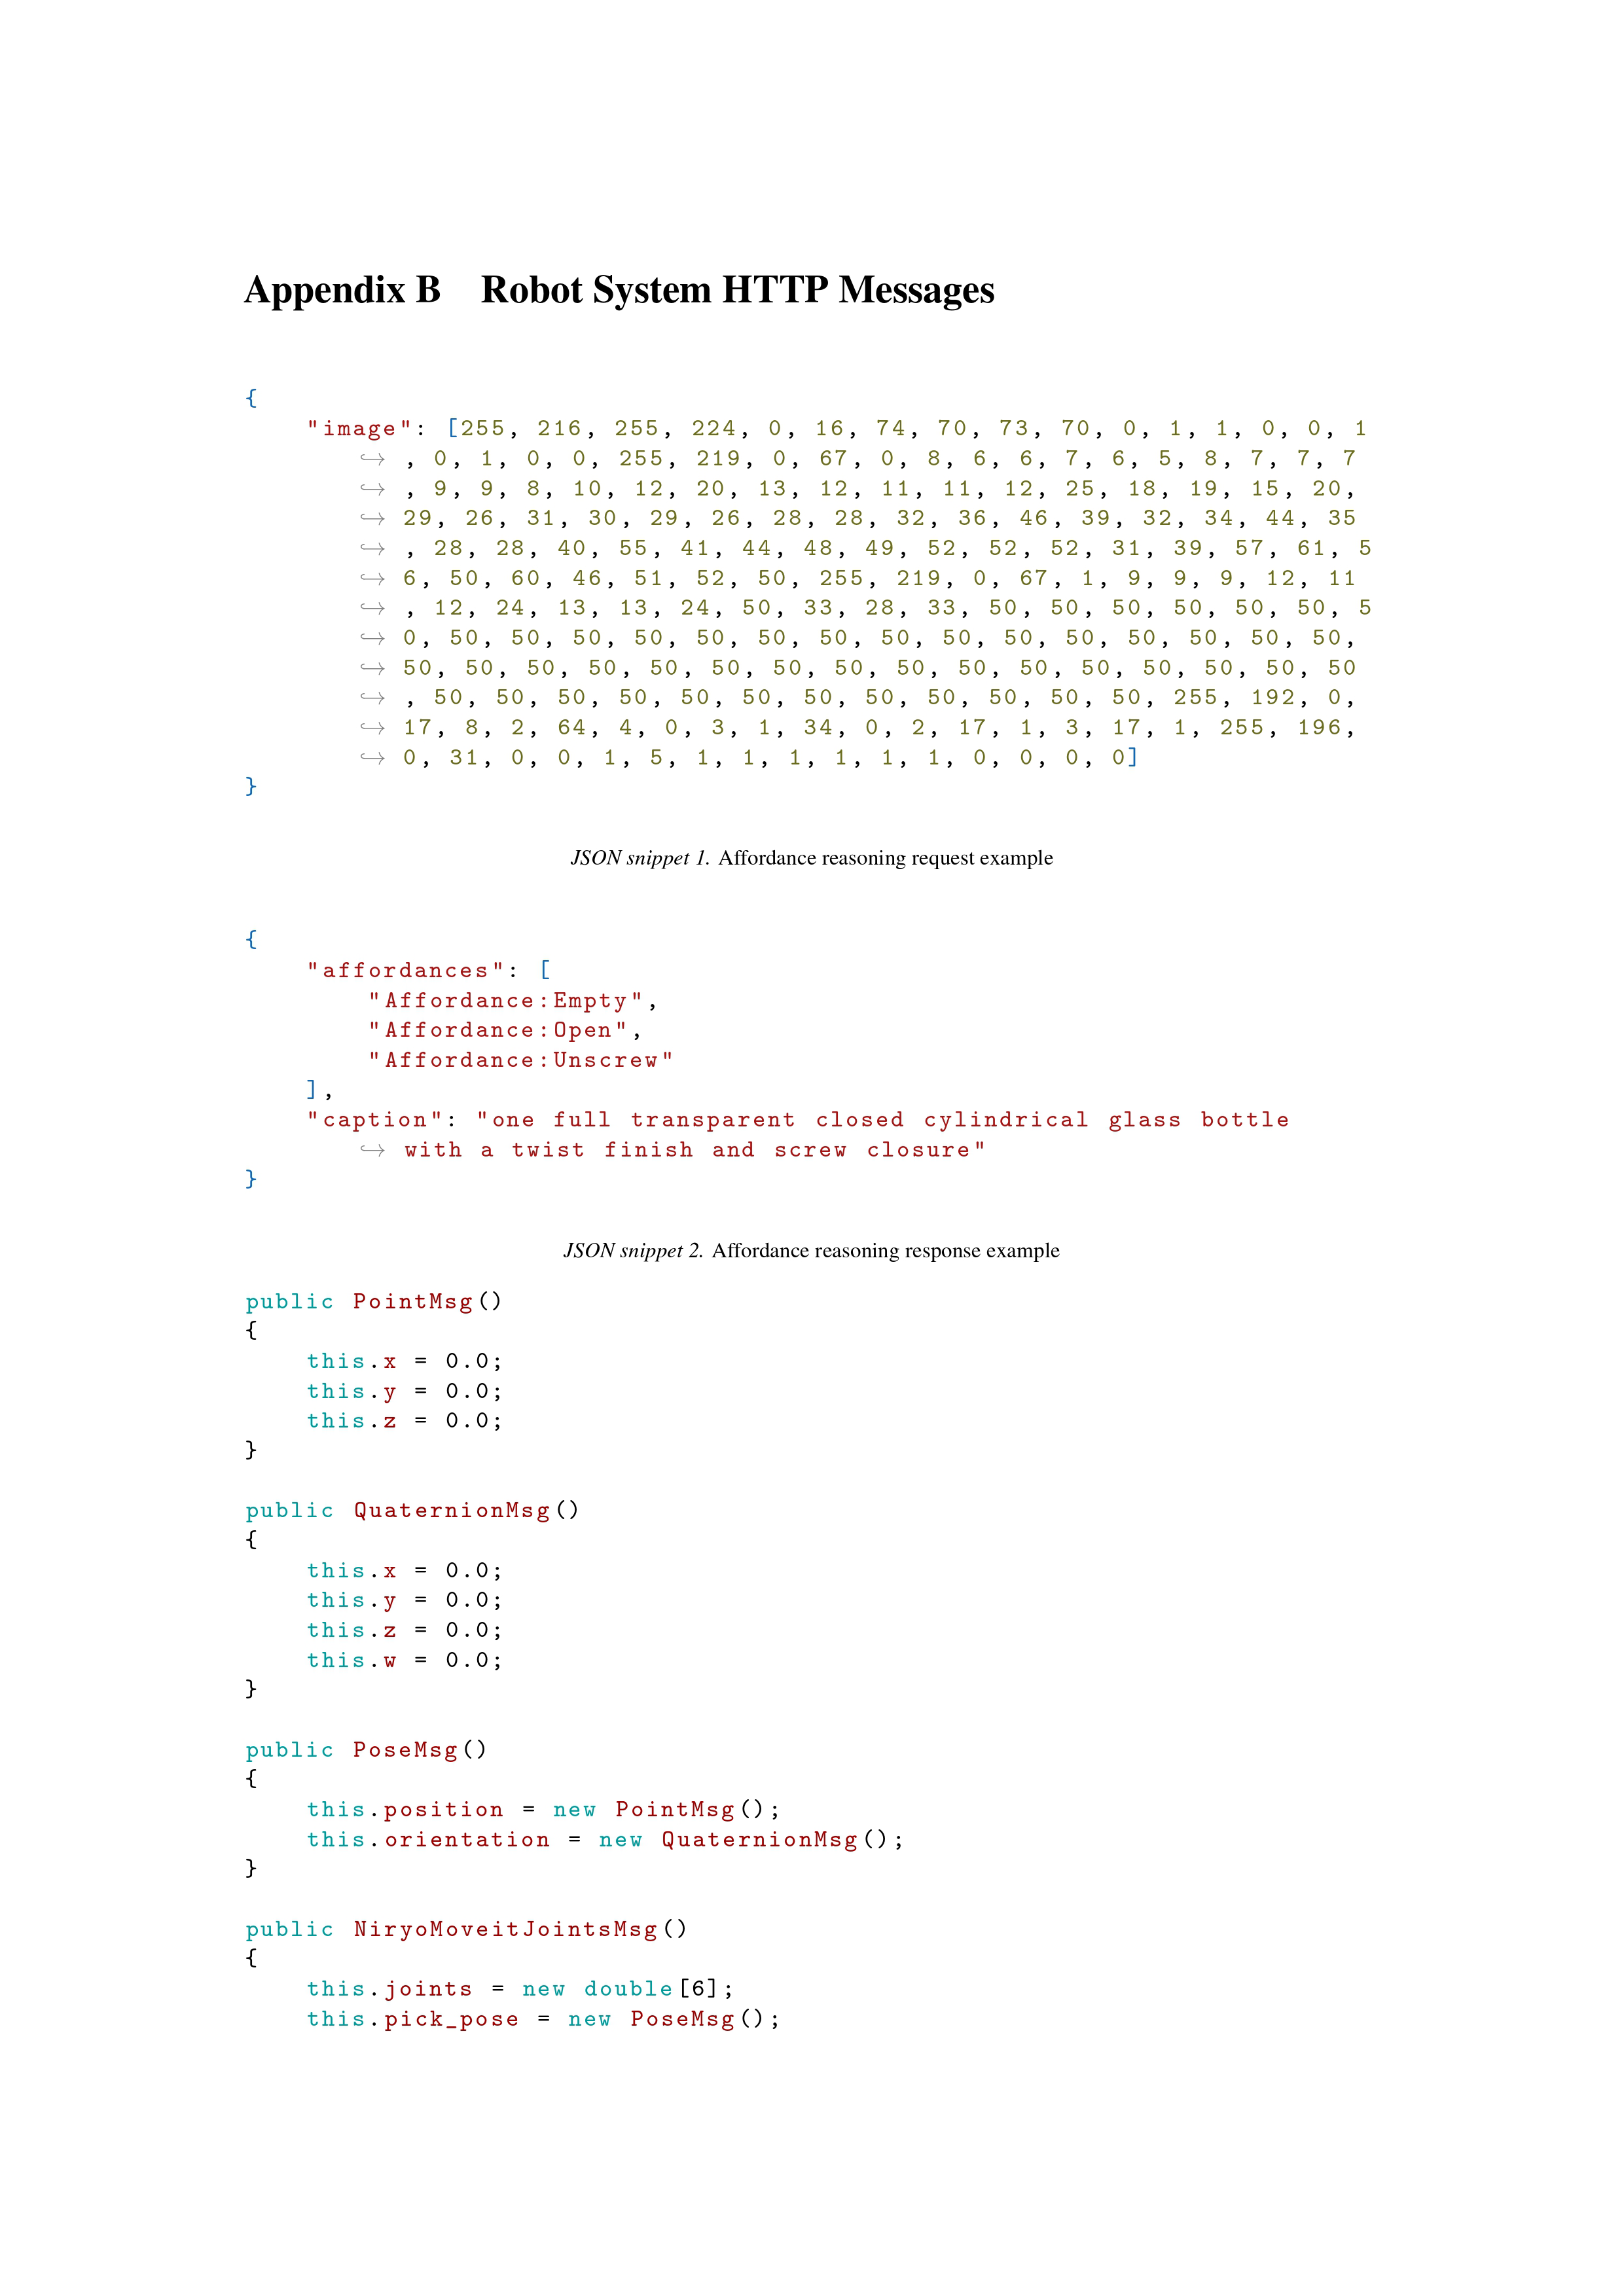 Appendix B Robot System HTTP Messages
{
"image": [255, 216, 255, 224, 0, 16, 74, 70, 73, 70, 0, 1, 1, 0, 0, 1
↪ , 0, 1, 0, 0, 255, 219, 0, 67, 0, 8, 6, 6, 7, 6, 5, 8, 7, 7, 7
↪ , 9, 9, 8, 10, 12, 20, 13, 12, 11, 11, 12, 25, 18, 19, 15, 20,
↪ 29, 26, 31, 30, 29, 26, 28, 28, 32, 36, 46, 39, 32, 34, 44, 35
↪ , 28, 28, 40, 55, 41, 44, 48, 49, 52, 52, 52, 31, 39, 57, 61, 5
↪ 6, 50, 60, 46, 51, 52, 50, 255, 219, 0, 67, 1, 9, 9, 9, 12, 11
↪ , 12, 24, 13, 13, 24, 50, 33, 28, 33, 50, 50, 50, 50, 50, 50, 5
↪ 0, 50, 50, 50, 50, 50, 50, 50, 50, 50, 50, 50, 50, 50, 50, 50,
↪ 50, 50, 50, 50, 50, 50, 50, 50, 50, 50, 50, 50, 50, 50, 50, 50
↪ , 50, 50, 50, 50, 50, 50, 50, 50, 50, 50, 50, 50, 255, 192, 0,
↪ 17, 8, 2, 64, 4, 0, 3, 1, 34, 0, 2, 17, 1, 3, 17, 1, 255, 196,
↪ 0, 31, 0, 0, 1, 5, 1, 1, 1, 1, 1, 1, 0, 0, 0, 0]
}
JSON snippet 1. Affordance reasoning request example
{
"affordances": [
"Affordance:Empty",
"Affordance:Open",
"Affordance:Unscrew"
],
"caption": "one full transparent closed cylindrical glass bottle
↪ with a twist finish and screw closure"
}
JSON snippet 2. Affordance reasoning response example
public PointMsg()
{
this.x = 0.0;
this.y = 0.0;
this.z = 0.0;
}
public QuaternionMsg()
{
this.x = 0.0;
this.y = 0.0;
this.z = 0.0;
this.w = 0.0;
}
public PoseMsg()
{
this.position = new PointMsg();
this.orientation = new QuaternionMsg();
}
public NiryoMoveitJointsMsg()
{
this.joints = new double[6];
this.pick_pose = new PoseMsg();